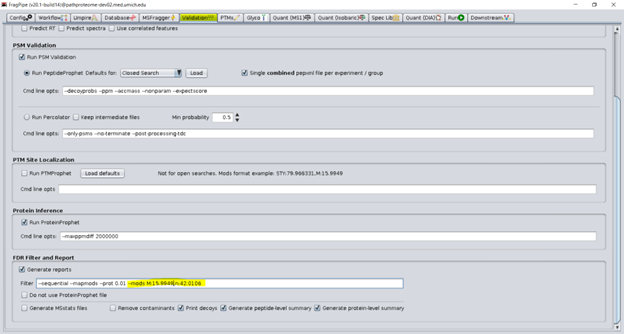 FragPipe (v20.1-build14)@pathproteome-dev02.med.umich.edu
Config Workflow Umpire Database MSFragger Validation PTMs Glyco Quant (MS1) Quant (Isobaric) Spec Lib Quant (DIA) Run Downstream
Predict RT Predict spectra Use correlated features
PSM Validation
Run PSM Validation
Run PeptideProphet Defaults for: Closed Search Load Single combined pepxml file per experiment / group
Cmd line opts: --decoyprobs --ppm --accmass --nonparam --expectscore
Run Percolator Keep intermediate files Min probability 0.5
Cmd line opts: --only-psms --no-terminate --post-processing-tdc
PTM Site Localization
Run PTMProphet Load defaults Not for open searches. Mods format example: STY:79.966331,M:15.9949
Cmd line opts
Protein Inference
Run ProteinProphet
Cmd line opts: --maxppmdiff 2000000
FDR Filter and Report
Generate reports
Filter --sequential --mapmods --prot 0.01 --mods M:15.9949,n:42.0106
Do not use ProteinProphet file
Generate MSstats files Remove contaminants Print decoys Generate peptide-level summary Generate protein-level summary